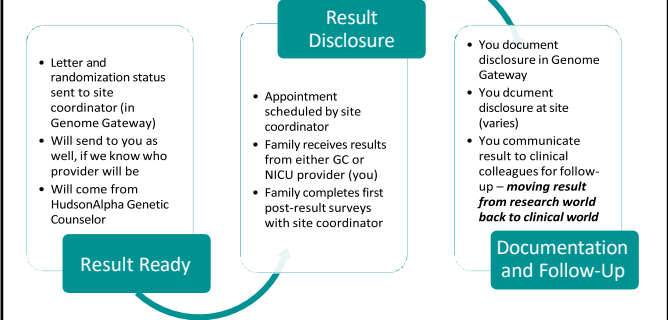 • Letter and
randomization status
sent to site
coordinator (in
Genome Gateway)
• Will send to you as
well, if we know who
provider will be
• Will come from
HudsonAlpha Genetic
Counselor
Result Ready
Result
Disclosure
• Appointment
scheduled by site
coordinator
• Family receives results
from either GC or
NICU provider (you)
• Family completes first
post-result surveys
with site coordinator
• You document
disclosure in Genome
Gateway
• You dcument
disclosure at site
(varies)
• You communicate
result to clinical
colleagues for follow-
up – moving result
from research world
back to clinical world
Documentation
and Follow-Up